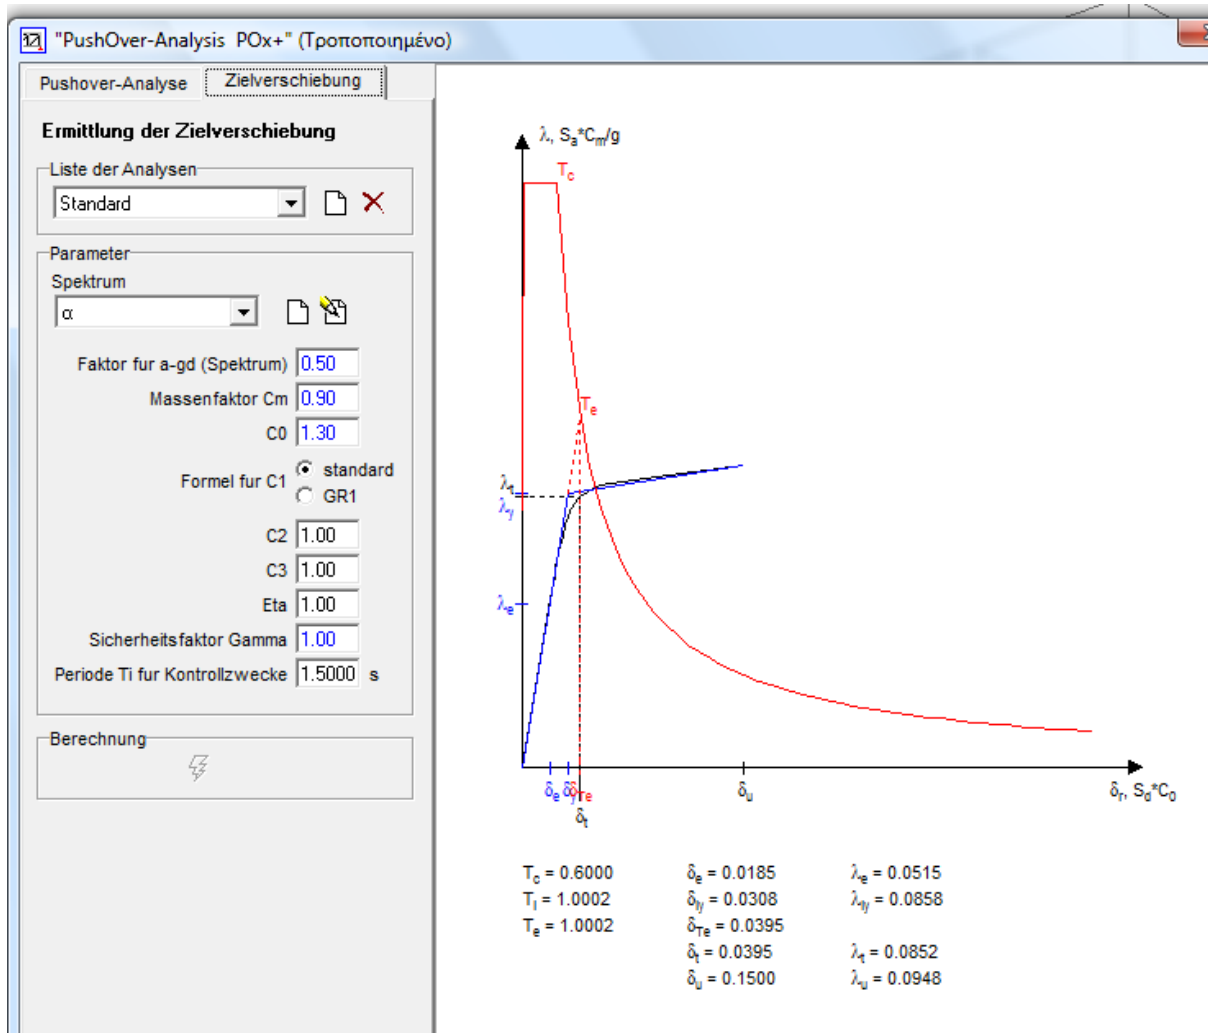 "PushOver-Analysis POx+" (Τροποποιημένο)
Pushover-Analyse
Zielverschiebung
Ermittlung der Zielverschiebung
Liste der Analysen
Standard
Parameter
Spektrum
α
Faktor fur a-gd (Spektrum) 0.50
Massenfaktor Cm 0.90
C0 1.30
Formel fur C1
standard
GR1
C2 1.00
C3 1.00
Eta 1.00
Sicherheitsfaktor Gamma 1.00
Periode Ti fur Kontrollzwecke 1.5000 s
Berechnung
λ, Sa*Cm/g
Tc
Te
λt
λy
λe
δe
δy
δTe
δt
δu
δr, Sd*C0
Tc = 0.6000 δe = 0.0185 λe = 0.0515
TI = 1.0002 δy = 0.0308 λy = 0.0858
Te = 1.0002 δTe = 0.0395
δt = 0.0395 λt = 0.0852
δu = 0.1500 λu = 0.0948